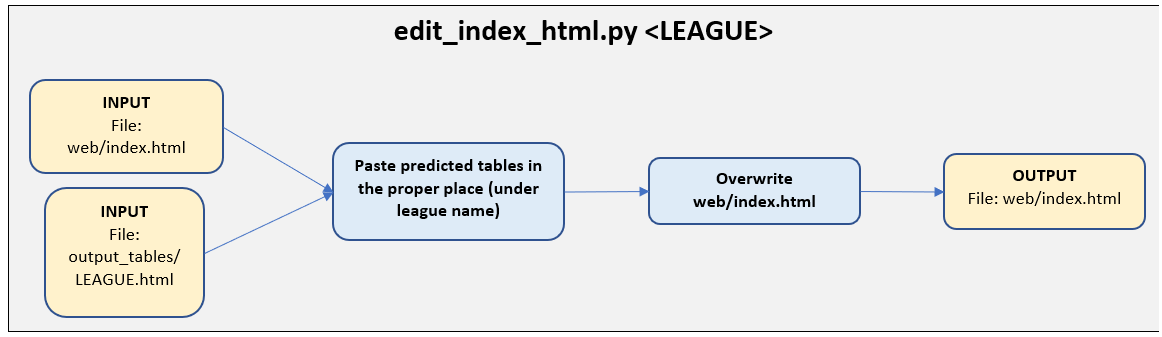 edit_index_html.py <LEAGUE>
INPUT
File:
web/index.html
INPUT
File:
output_tables/
LEAGUE.html
Paste predicted tables in
the proper place (under
league name)
Overwrite
web/index.html
OUTPUT
File: web/index.html